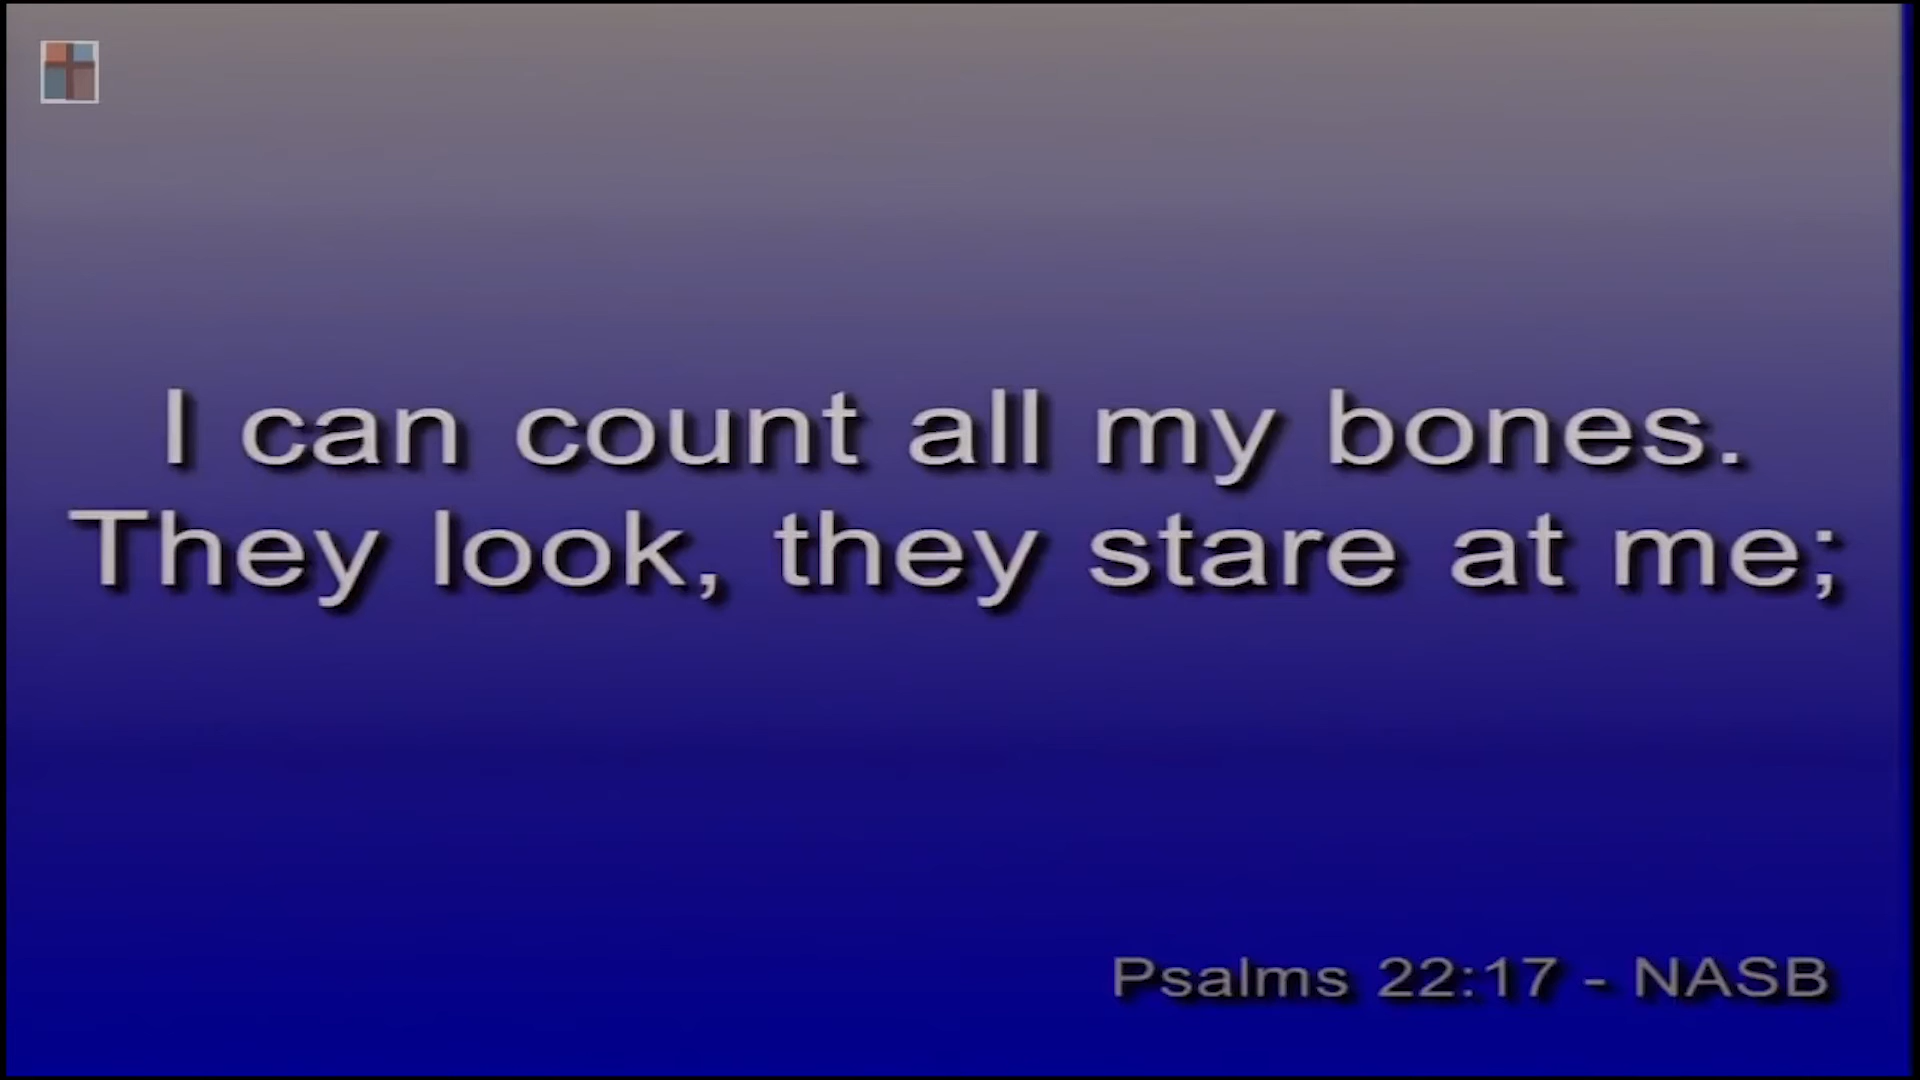 I can count all my bones.
They look, they stare at me;
Psalms 22:17 - NASB